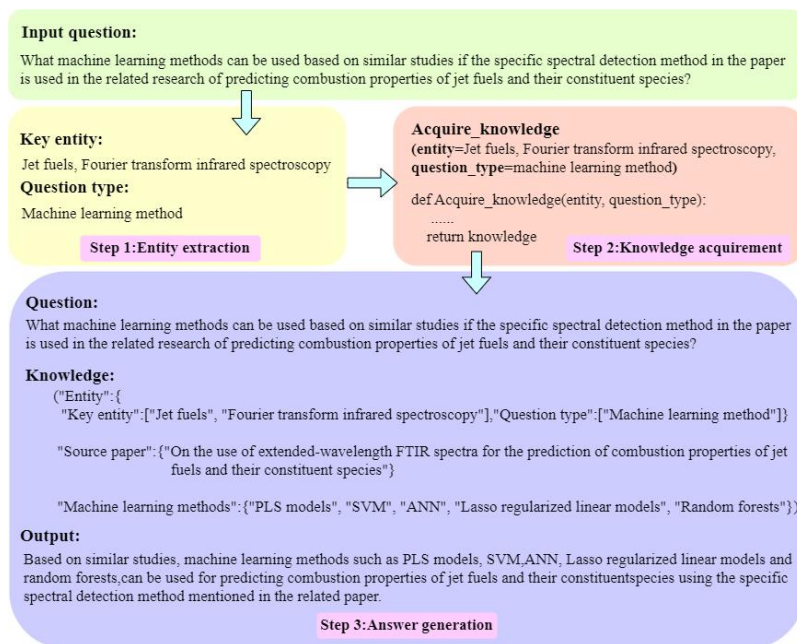 Input question:
What machine learning methods can be used based on similar studies if the specific spectral detection method in the paper
is used in the related research of predicting combustion properties of jet fuels and their constituent species?
Key entity:
Jet fuels, Fourier transform infrared spectroscopy
Question type:
Machine learning method
Step 1:Entity extraction
Acquire_knowledge
(entity=Jet fuels, Fourier transform infrared spectroscopy,
question_type=machine learning method)
def Acquire_knowledge(entity, question_type):
......
return knowledge
Step 2:Knowledge acquirement
Question:
What machine learning methods can be used based on similar studies if the specific spectral detection method in the paper
is used in the related research of predicting combustion properties of jet fuels and their constituent species?
Knowledge:
("Entity":{
"Key entity":["Jet fuels", "Fourier transform infrared spectroscopy"],"Question type":["Machine learning method"]}
"Source paper":{"On the use of extended-wavelength FTIR spectra for the prediction of combustion properties of jet
fuels and their constituent species"}
"Machine learning methods":{"PLS models", "SVM", "ANN", "Lasso regularized linear models", "Random forests"})
Output:
Based on similar studies, machine learning methods such as PLS models, SVM,ANN, Lasso regularized linear models and
random forests,can be used for predicting combustion properties of jet fuels and their constituentspecies using the specific
spectral detection method mentioned in the related paper.
Step 3:Answer generation